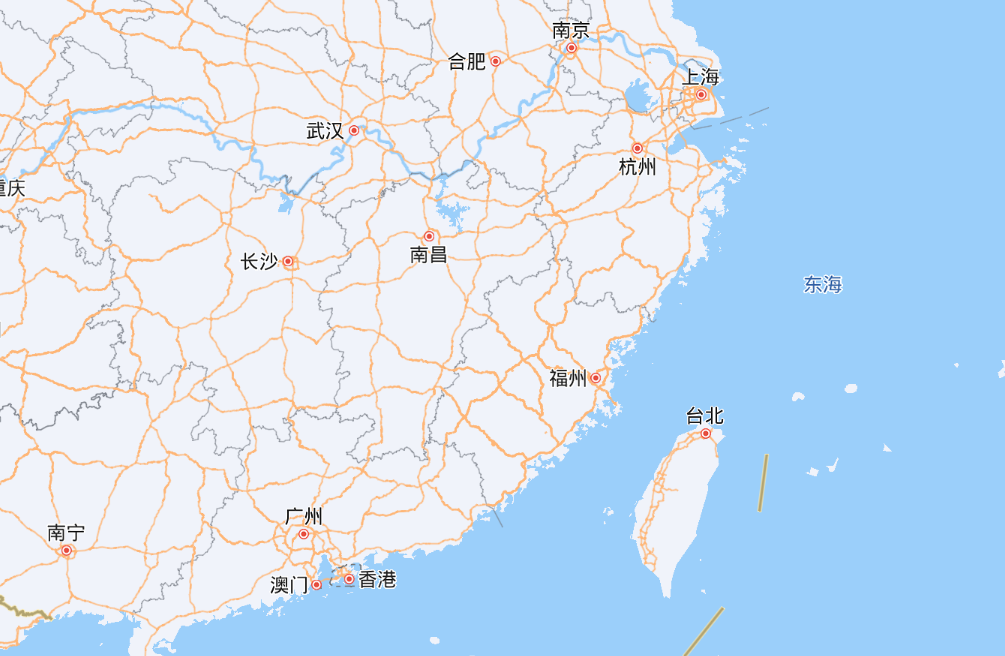 南京
合肥
上海
武汉
杭州
重庆
长沙
南昌
东海
福州
台北
广州
南宁
澳门
香港